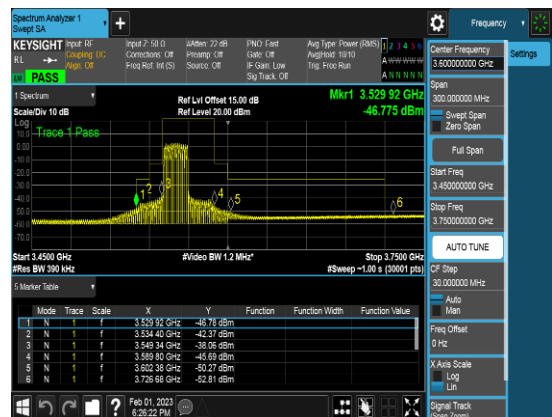 Spectrum Analyzer 1
Swept SA
+
Frequency
KEYSIGHT
Input: RF
Coupling: DC
Align: Off
Input Z: 50 Ω
Corrections: Off
Freq Ref: Int (S)
#Atten: 22 dB
Preamp: Off
Source: Off
PNO: Fast
Gate: Off
IF Gain: Low
Sig Track: Off
Avg Type: Power (RMS)
Avg|Hold: 10/10
Trig: Free Run
1 2 3 4 5 6
A W W W W W
A N N N N N
R L
PASS
1 Spectrum
Scale/Div 10 dB
Ref Lvl Offset 15.00 dB
Ref Level 20.00 dBm
Mkr1 3.529 92 GHz
-46.775 dBm
Log
Trace 1 Pass
10.0
0.00
-10.0
-20.0
-30.0
-40.0
-50.0
-60.0
-70.0
1
2
3
4
5
6
Start 3.4500 GHz
#Res BW 390 kHz
#Video BW 1.2 MHz*
Stop 3.7500 GHz
#Sweep ~1.00 s (30001 pts)
5 Marker Table
Mode Trace Scale X Y Function Function Width Function Value
1 N 1 f 3.529 92 GHz -46.78 dBm
2 N 1 f 3.534 40 GHz -42.37 dBm
3 N 1 f 3.549 34 GHz -38.06 dBm
4 N 1 f 3.589 80 GHz -45.69 dBm
5 N 1 f 3.602 38 GHz -50.27 dBm
6 N 1 f 3.726 68 GHz -52.81 dBm
?
Feb 01, 2023
6:26:22 PM
Center Frequency
3.600000000 GHz
Settings
Span
300.000000 MHz
Swept Span
Zero Span
Full Span
Start Freq
3.450000000 GHz
Stop Freq
3.750000000 GHz
AUTO TUNE
CF Step
30.000000 MHz
Auto
Man
Freq Offset
0 Hz
X Axis Scale
Log
Lin
Signal Track
(Span Zoom)